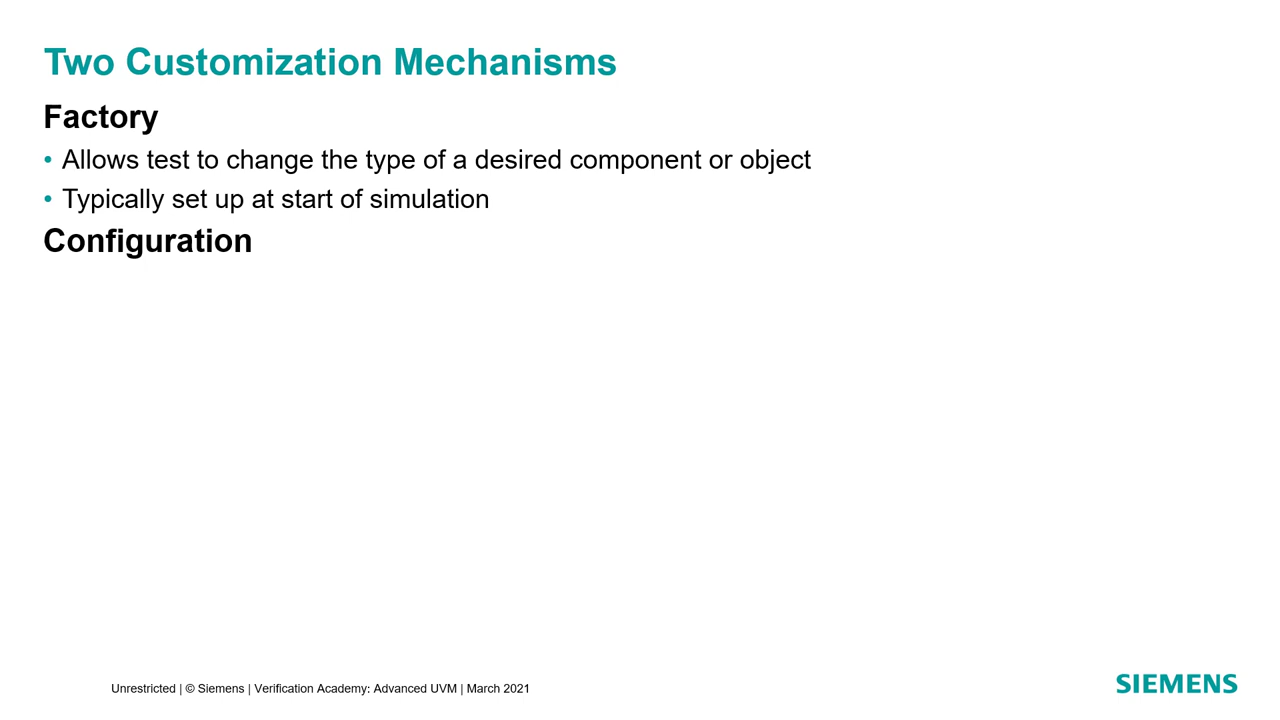 Two Customization Mechanisms
Factory
• Allows test to change the type of a desired component or object
• Typically set up at start of simulation
Configuration
Unrestricted | © Siemens | Verification Academy: Advanced UVM | March 2021
SIEMENS